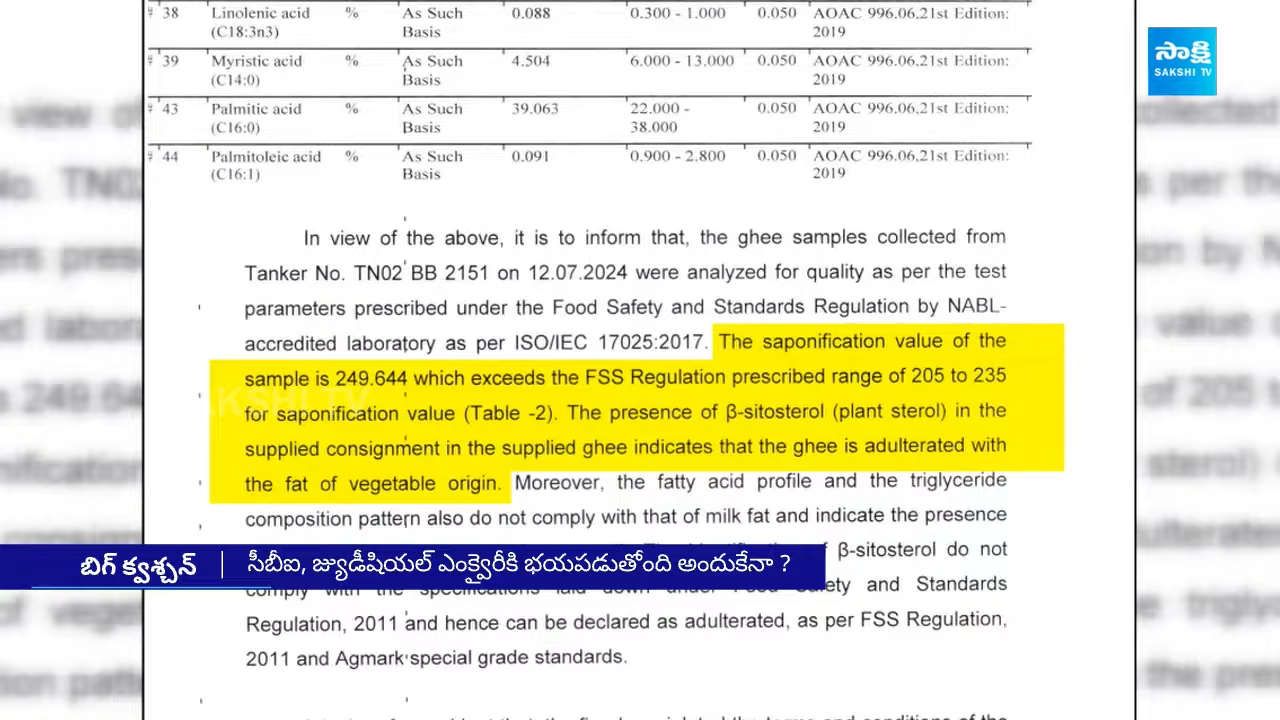 38 Linolenic acid % As Such 0.088 0.300 - 1.000 0.050 AOAC 996.06,21st Edition:
(C18:3n3) Basis 2019
39 Myristic acid % As Such 4.504 6.000 - 13.000 0.050 AOAC 996.06,21st Edition:
(C14:0) Basis 2019
43 Palmitic acid % As Such 39.063 22.000 - 0.050 AOAC 996.06,21st Edition:
(C16:0) Basis 38.000 2019
44 Palmitoleic acid % As Such 0.091 0.900 - 2.800 0.050 AOAC 996.06,21st Edition:
(C16:1) Basis 2019
సాక్షి
SAKSHI TV
In view of the above, it is to inform that, the ghee samples collected from
Tanker No. TN02 BB 2151 on 12.07.2024 were analyzed for quality as per the test
parameters prescribed under the Food Safety and Standards Regulation by NABL-
accredited laboratory as per ISO/IEC 17025:2017. The saponification value of the
sample is 249.644 which exceeds the FSS Regulation prescribed range of 205 to 235
for saponification value (Table -2). The presence of β-sitosterol (plant sterol) in the
supplied consignment in the supplied ghee indicates that the ghee is adulterated with
the fat of vegetable origin. Moreover, the fatty acid profile and the triglyceride
composition pattern also do not comply with that of milk fat and indicate the presence
β-sitosterol do not
comply with the specifications laid down under Food Safety and Standards
Regulation, 2011 and hence can be declared as adulterated, as per FSS Regulation,
2011 and Agmark special grade standards.
బిగ్ క్వశ్చన్ | సీబీఐ, జ్యుడీషియల్ ఎంక్వైరీకి భయపడుతోంది అందుకేనా ?